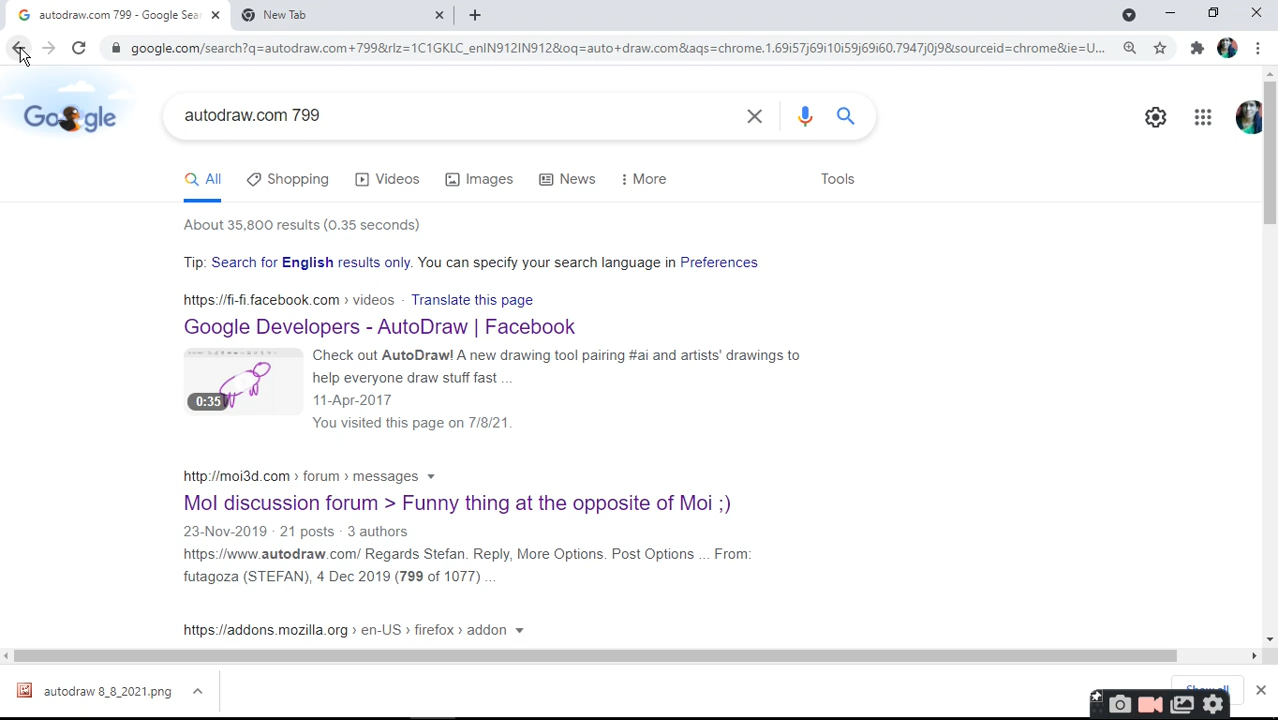 autodraw.com 799 - Google Sear
New Tab
google.com/search?q=autodraw.com+799&rlz=1C1GKLC_enIN912IN912&oq=auto+draw.com&aqs=chrome.1.69i57j69i10i59j69i60.7947j0j9&sourceid=chrome&ie=U...
Google
autodraw.com 799
All Shopping Videos Images News More Tools
About 35,800 results (0.35 seconds)
Tip: Search for English results only. You can specify your search language in Preferences
https://fi-fi.facebook.com › videos · Translate this page
Google Developers - AutoDraw | Facebook
Check out AutoDraw! A new drawing tool pairing #ai and artists' drawings to
help everyone draw stuff fast ...
0:35
11-Apr-2017
You visited this page on 7/8/21.
http://moi3d.com › forum › messages
MoI discussion forum > Funny thing at the opposite of Moi ;)
23-Nov-2019 · 21 posts · 3 authors
https://www.autodraw.com/ Regards Stefan. Reply, More Options. Post Options ... From:
futagoza (STEFAN), 4 Dec 2019 (799 of 1077) ...
https://addons.mozilla.org › en-US › firefox › addon
autodraw 8_8_2021.png
Show all